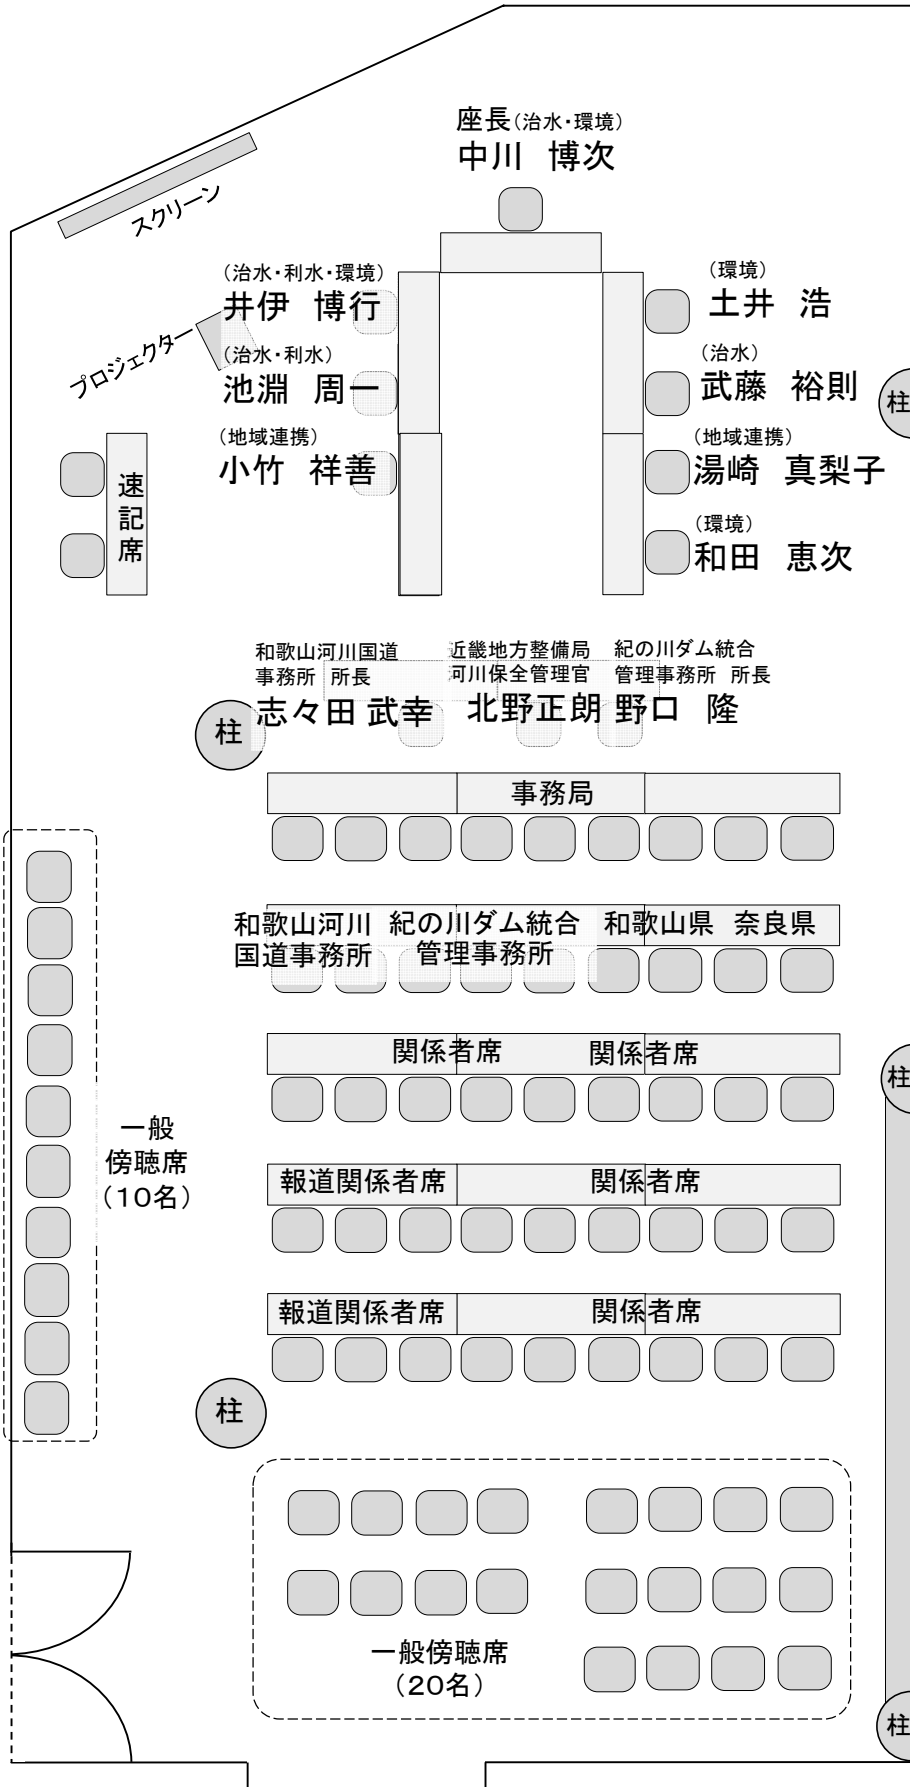 座長(治水・環境)
中川　博次
スクリーン
(治水・利水・環境)
井伊　博行
(環境)
土井　浩
プロジェクター
(治水・利水)
池淵　周一
(治水)
武藤　裕則
柱
(地域連携)
小竹　祥善
(地域連携)
湯崎　真梨子
速記席
(環境)
和田　恵次
和歌山河川国道
事務所　所長
志々田 武幸
近畿地方整備局
河川保全管理官
北野正朗
紀の川ダム統合
管理事務所　所長
野口　隆
柱
事務局
和歌山河川
国道事務所
紀の川ダム統合
管理事務所
和歌山県　奈良県
関係者席　関係者席
柱
一般
傍聴席
(10名)
報道関係者席　関係者席
報道関係者席　関係者席
柱
一般傍聴席
(20名)
柱